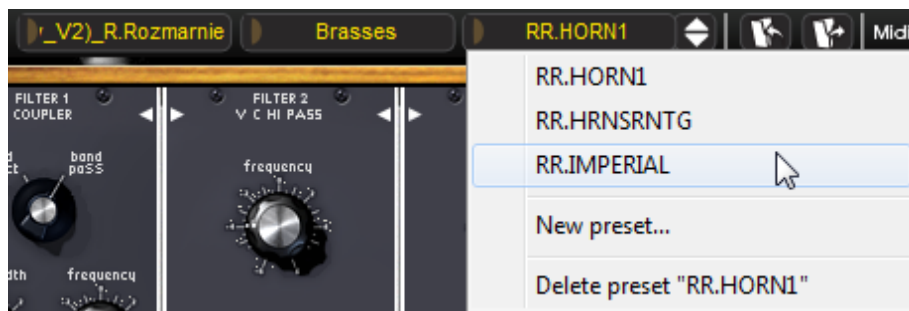 _V2)_R.Rozmarnie Brasses RR.HORN1 Midi
RR.HORN1
RR.HRNSRNTG
RR.IMPERIAL
New preset...
Delete preset "RR.HORN1"
FILTER 1
COUPLER
FILTER 2
V C HI PASS
band
pass
frequency
frequency